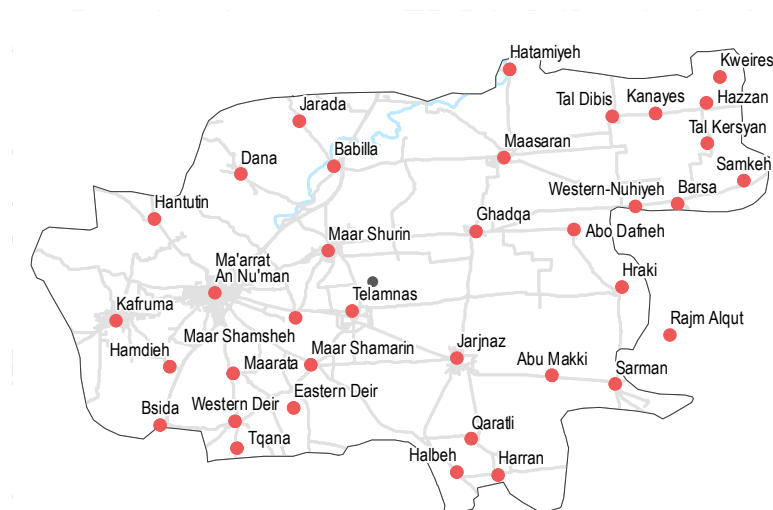 Hatamiyeh
Kweires
Tal Dibis
Kanayes
Hazzan
Jarada
Tal Kersyan
Maasaran
Babilla
Dana
Samkeh
Western-Nuhiyeh
Barsa
Hantutin
Ghadqa
Abo Dafneh
Maar Shurin
Ma'arrat
An Nu'man
Hraki
Telamnas
Kafruma
Rajm Alqut
Maar Shamsheh
Jarjnaz
Hamdieh
Maarata
Maar Shamarin
Abu Makki
Sarman
Eastern Deir
Bsida
Western Deir
Qaratli
Tqana
Halbeh
Harran